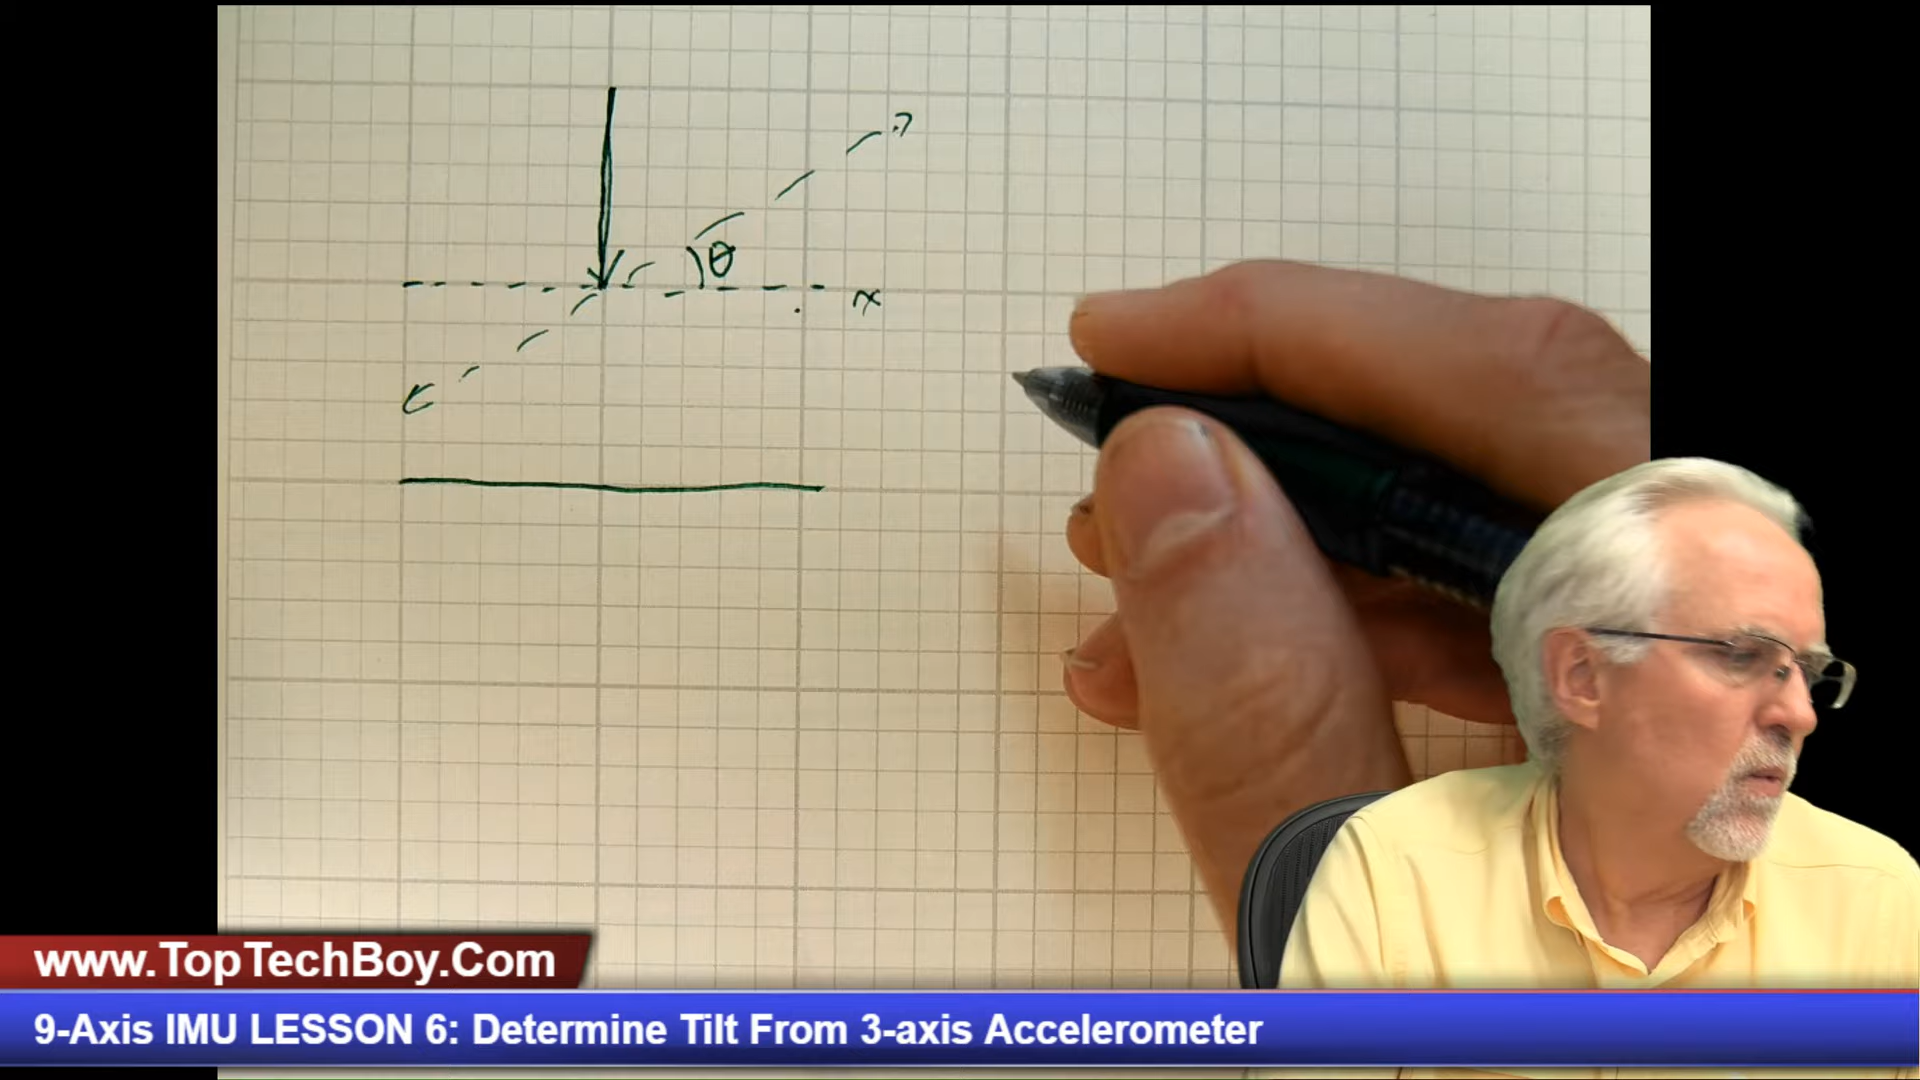 θ
x
www.TopTechBoy.Com
9-Axis IMU LESSON 6: Determine Tilt From 3-axis Accelerometer